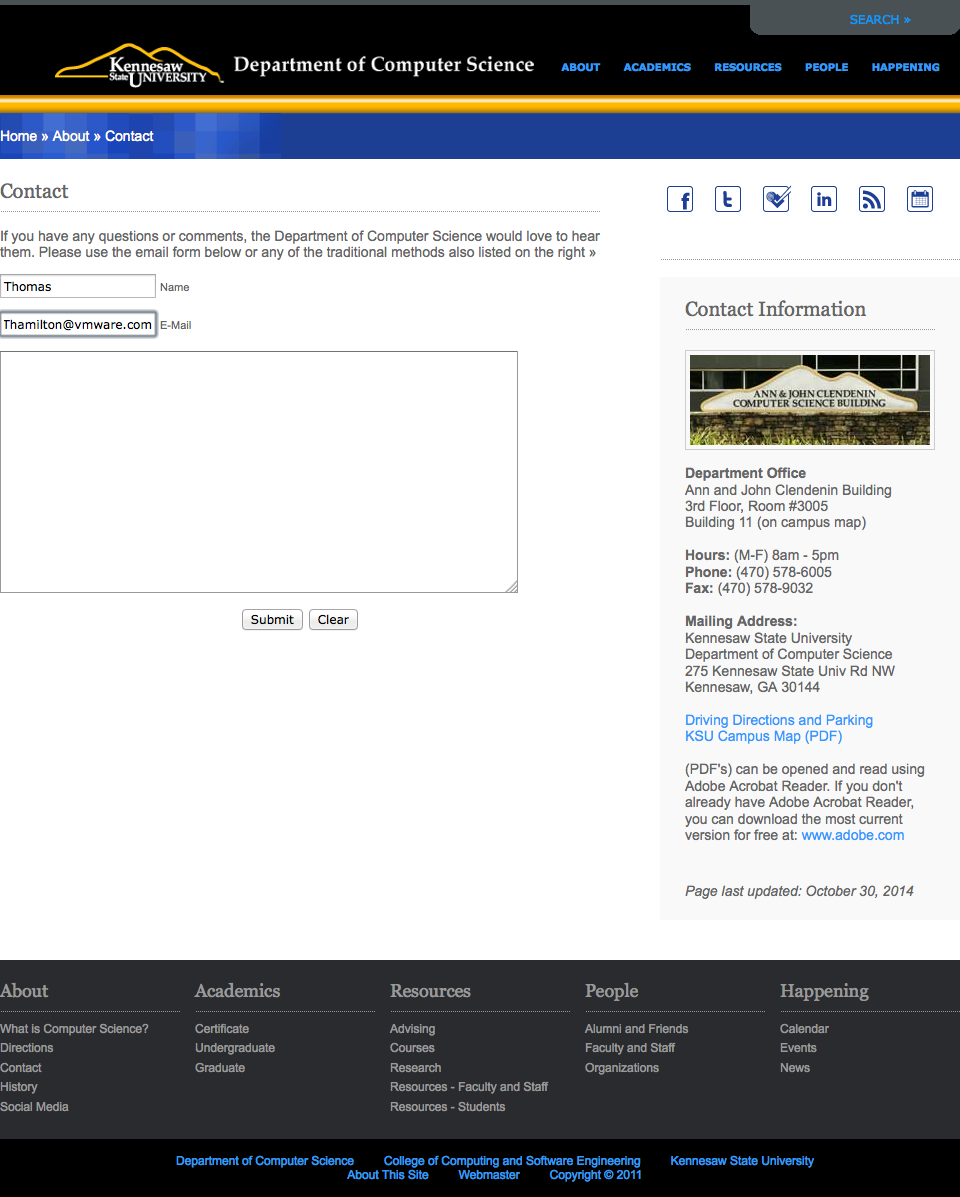 SEARCH »
Kennesaw
State UNIVERSITY
Department of Computer Science
ABOUT ACADEMICS RESOURCES PEOPLE HAPPENING
Home » About » Contact
Contact
If you have any questions or comments, the Department of Computer Science would love to hear
them. Please use the email form below or any of the traditional methods also listed on the right »
Thomas Name
Thamilton@vmware.com E-Mail
Submit Clear
Contact Information
ANN & JOHN CLENDENIN
COMPUTER SCIENCE BUILDING
Department Office
Ann and John Clendenin Building
3rd Floor, Room #3005
Building 11 (on campus map)
Hours: (M-F) 8am - 5pm
Phone: (470) 578-6005
Fax: (470) 578-9032
Mailing Address:
Kennesaw State University
Department of Computer Science
275 Kennesaw State Univ Rd NW
Kennesaw, GA 30144
Driving Directions and Parking
KSU Campus Map (PDF)
(PDF's) can be opened and read using
Adobe Acrobat Reader. If you don't
already have Adobe Acrobat Reader,
you can download the most current
version for free at: www.adobe.com
Page last updated: October 30, 2014
About
What is Computer Science?
Directions
Contact
History
Social Media
Academics
Certificate
Undergraduate
Graduate
Resources
Advising
Courses
Research
Resources - Faculty and Staff
Resources - Students
People
Alumni and Friends
Faculty and Staff
Organizations
Happening
Calendar
Events
News
Department of Computer Science College of Computing and Software Engineering Kennesaw State University
About This Site Webmaster Copyright © 2011